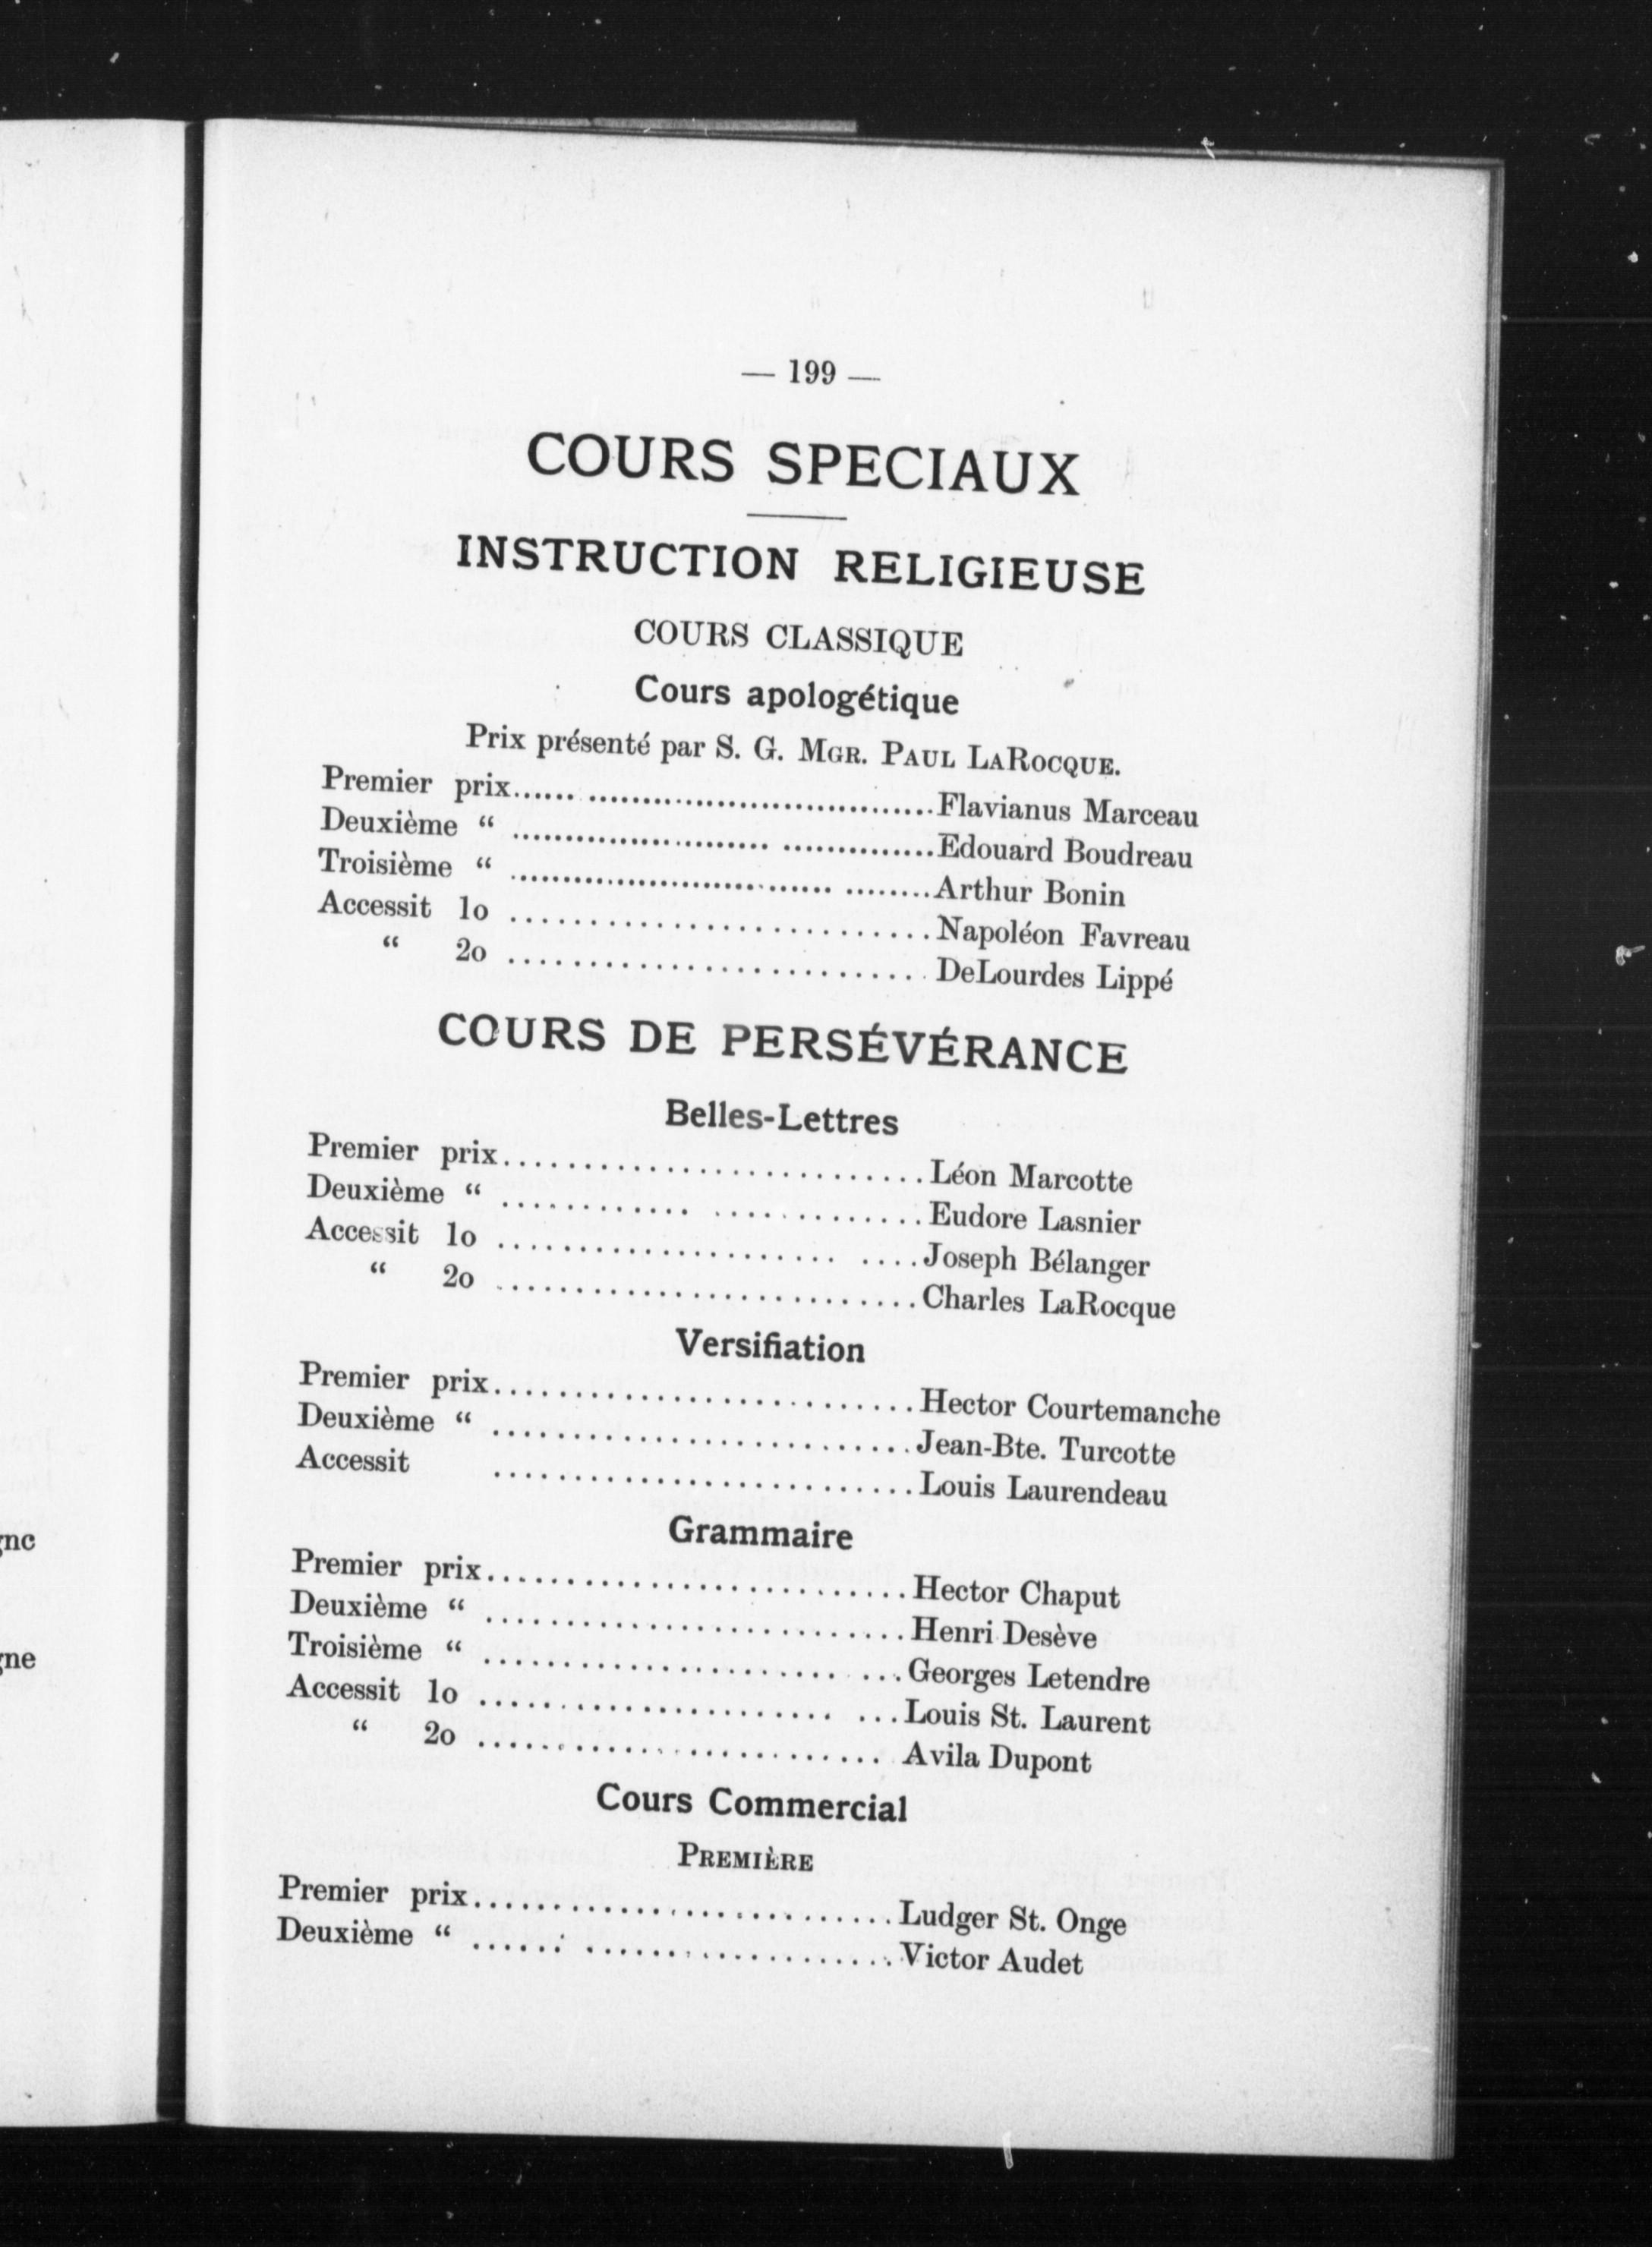 — 199 —
COURS SPECIAUX
INSTRUCTION RELIGIEUSE
COURS CLASSIQUE
Cours apologétique
Prix présenté par S. G. MGR. PAUL LAROCQUE.
Premier prix...... .................................Flavianus Marceau
Deuxième “ ........................ ..............Edouard Boudreau
Troisième “ .............................. ........Arthur Bonin
Accessit 1o ...........................Napoléon Favreau
“ 2o ...........................DeLourdes Lippé
COURS DE PERSÉVÉRANCE
Belles-Lettres
Premier prix...........................Léon Marcotte
Deuxième “ ............ .............Eudore Lasnier
Accessit 1o ...................... ....Joseph Bélanger
“ 2o ...........................Charles LaRocque
Versifiation
Premier prix...........................Hector Courtemanche
Deuxième “ ...........................Jean-Bte. Turcotte
Accessit ...........................Louis Laurendeau
Grammaire
Premier prix...........................Hector Chaput
Deuxième “ ...........................Henri Desève
Troisième “ ....................... ...Georges Letendre
Accessit 1o ....................... ...Louis St. Laurent
“ 2o .......................... Avila Dupont
Cours Commercial
PREMIÈRE
Premier prix...........................Ludger St. Onge
Deuxième “ ...... ....................Victor Audet
gnc
gne